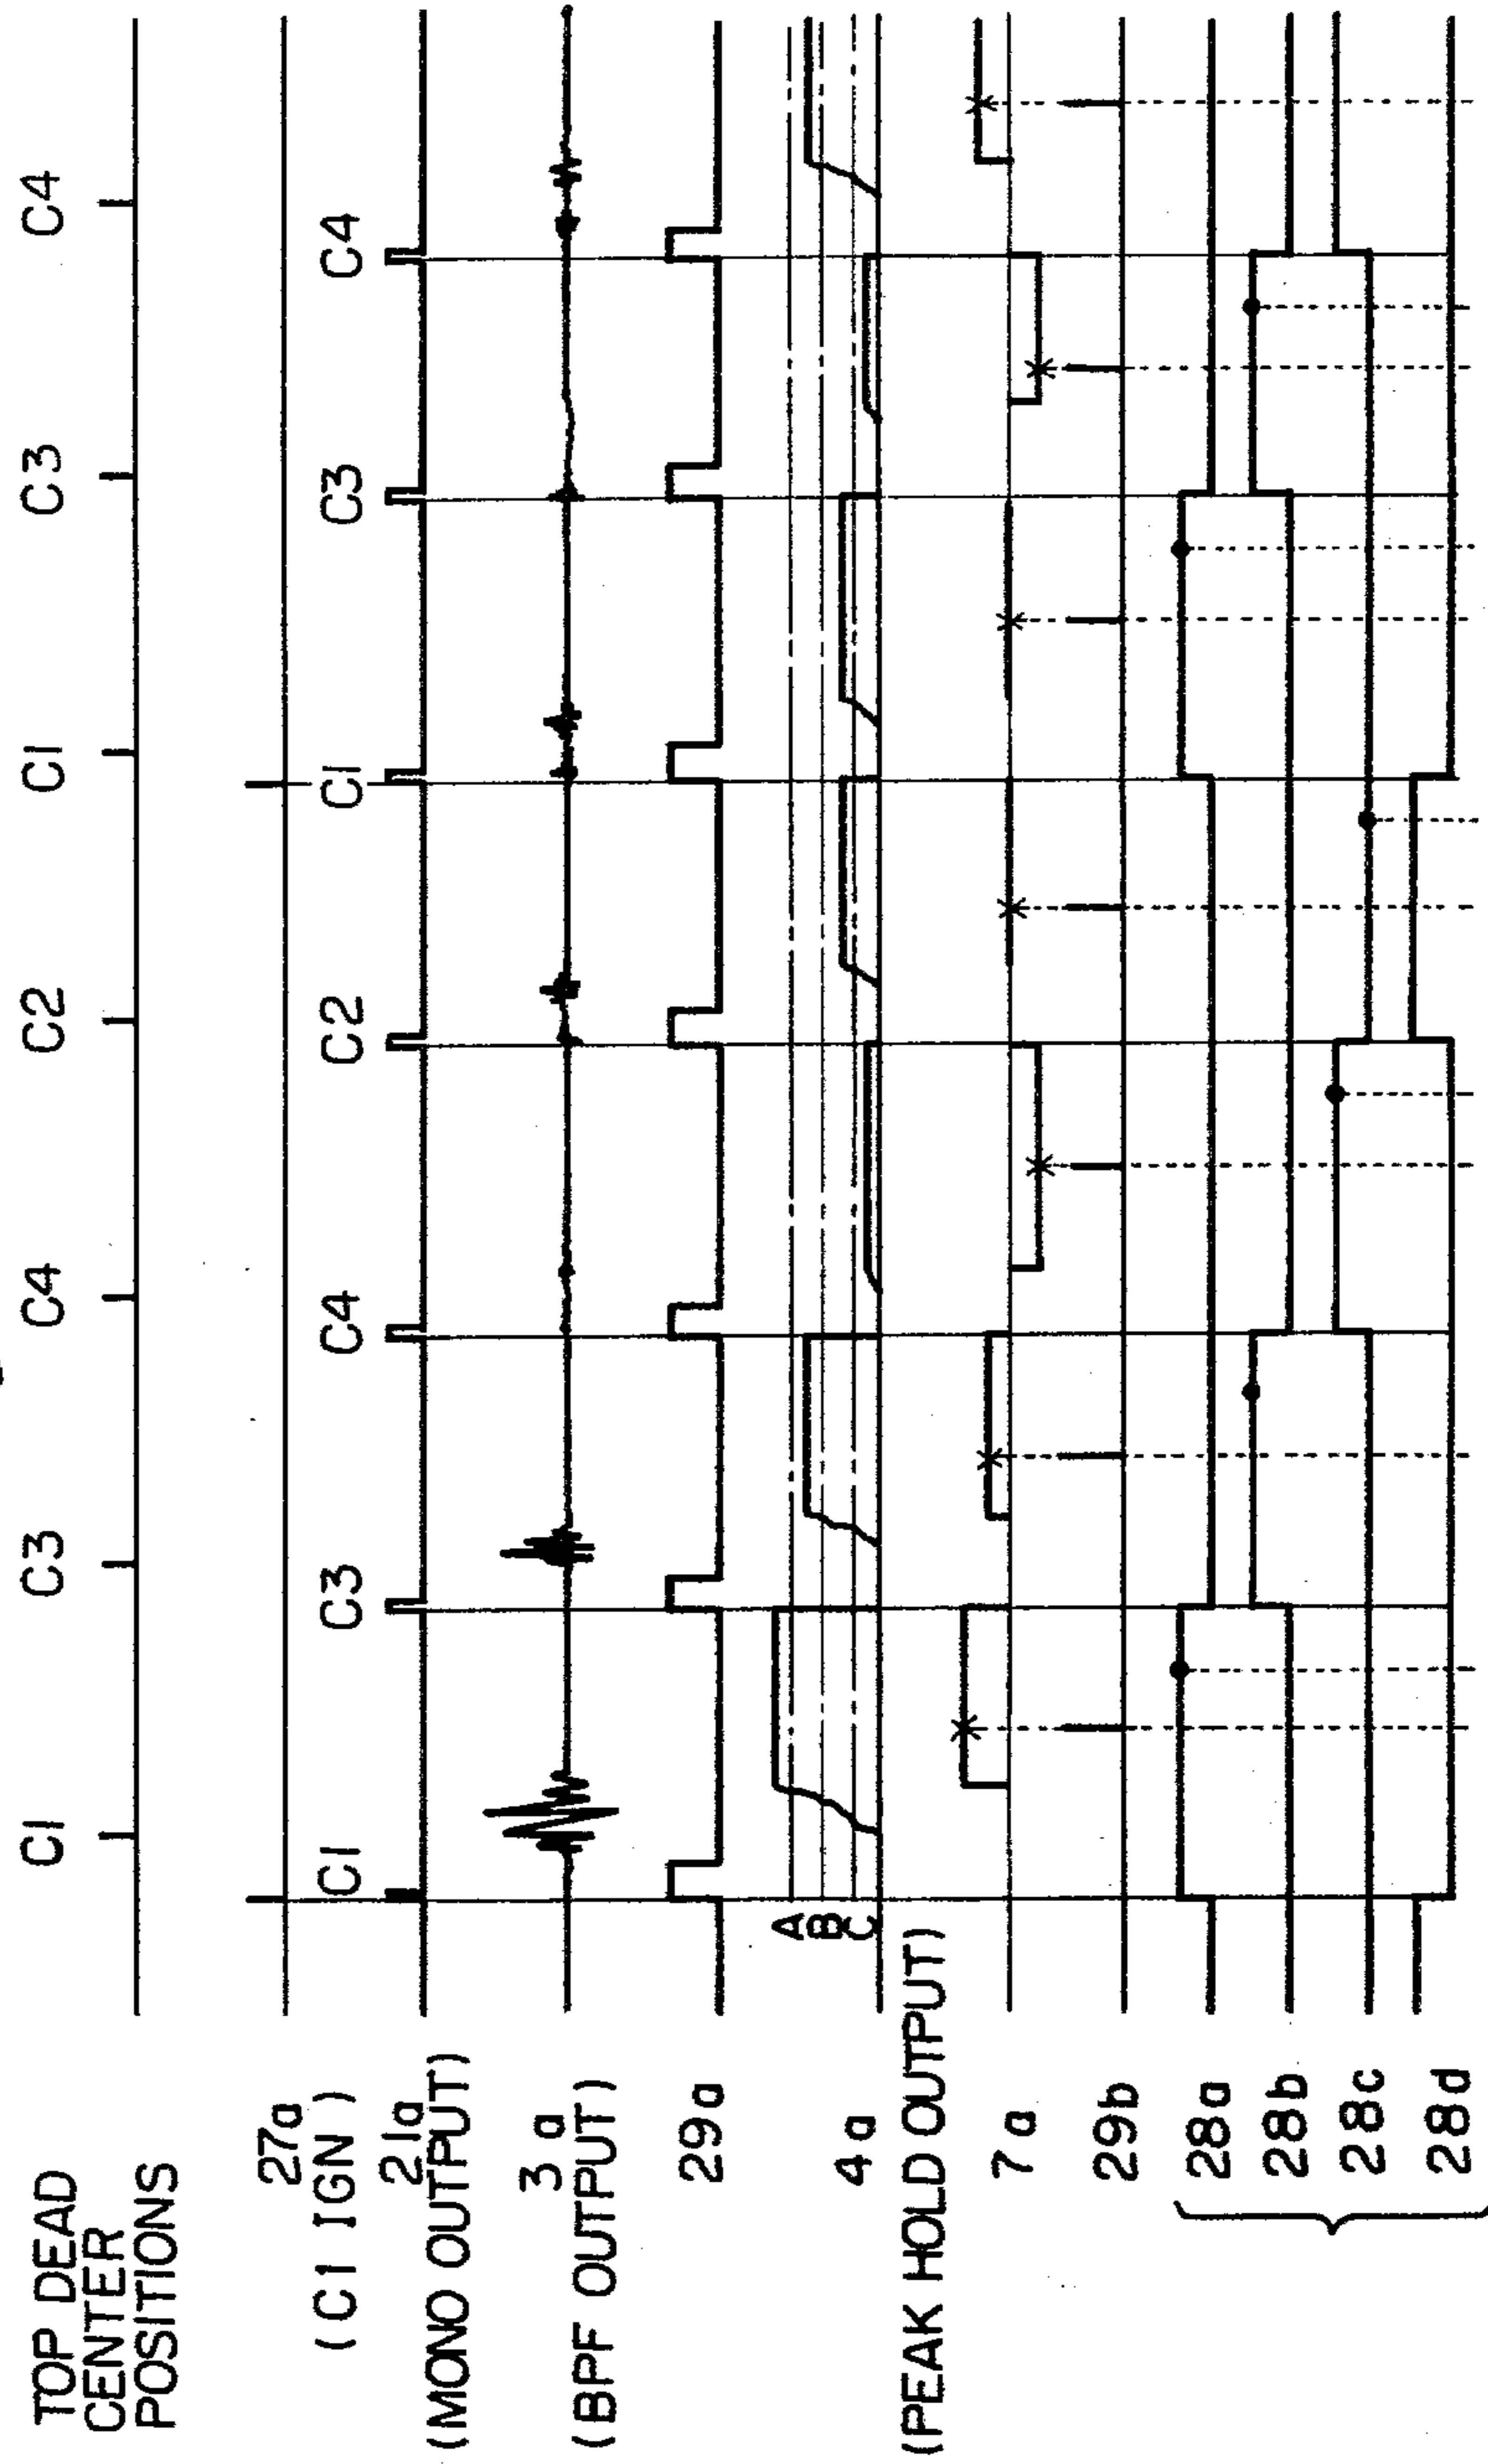 TOP DEAD
CENTER
POSITIONS
C1 C3 C4 C2 C1 C3 C4
27a
(C1 IGN)
C1 C3 C4 C2 C1 C3 C4
21a
(MONO OUTPUT)
3a
(BPF OUTPUT)
29a
A
B
C
4a
(PEAK HOLD OUTPUT)
7a
29b
28a
28b
28c
28d